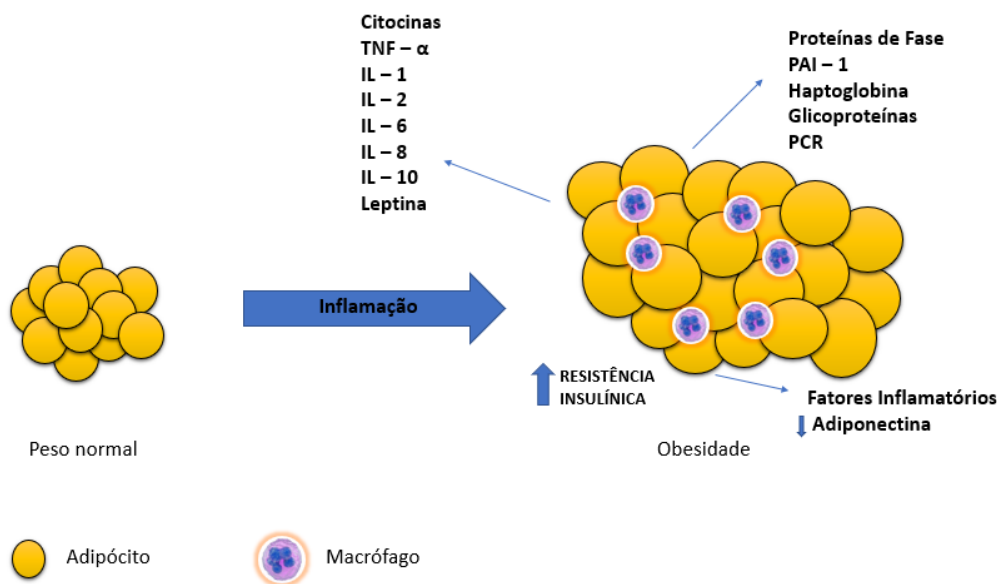 Citocinas
TNF – α
IL – 1
IL – 2
IL – 6
IL – 8
IL – 10
Leptina
Proteínas de Fase
PAI – 1
Haptoglobina
Glicoproteínas
PCR
Inflamação
RESISTÊNCIA
INSULÍNICA
Fatores Inflamatórios
Adiponectina
Peso normal
Obesidade
Adipócito
Macrófago